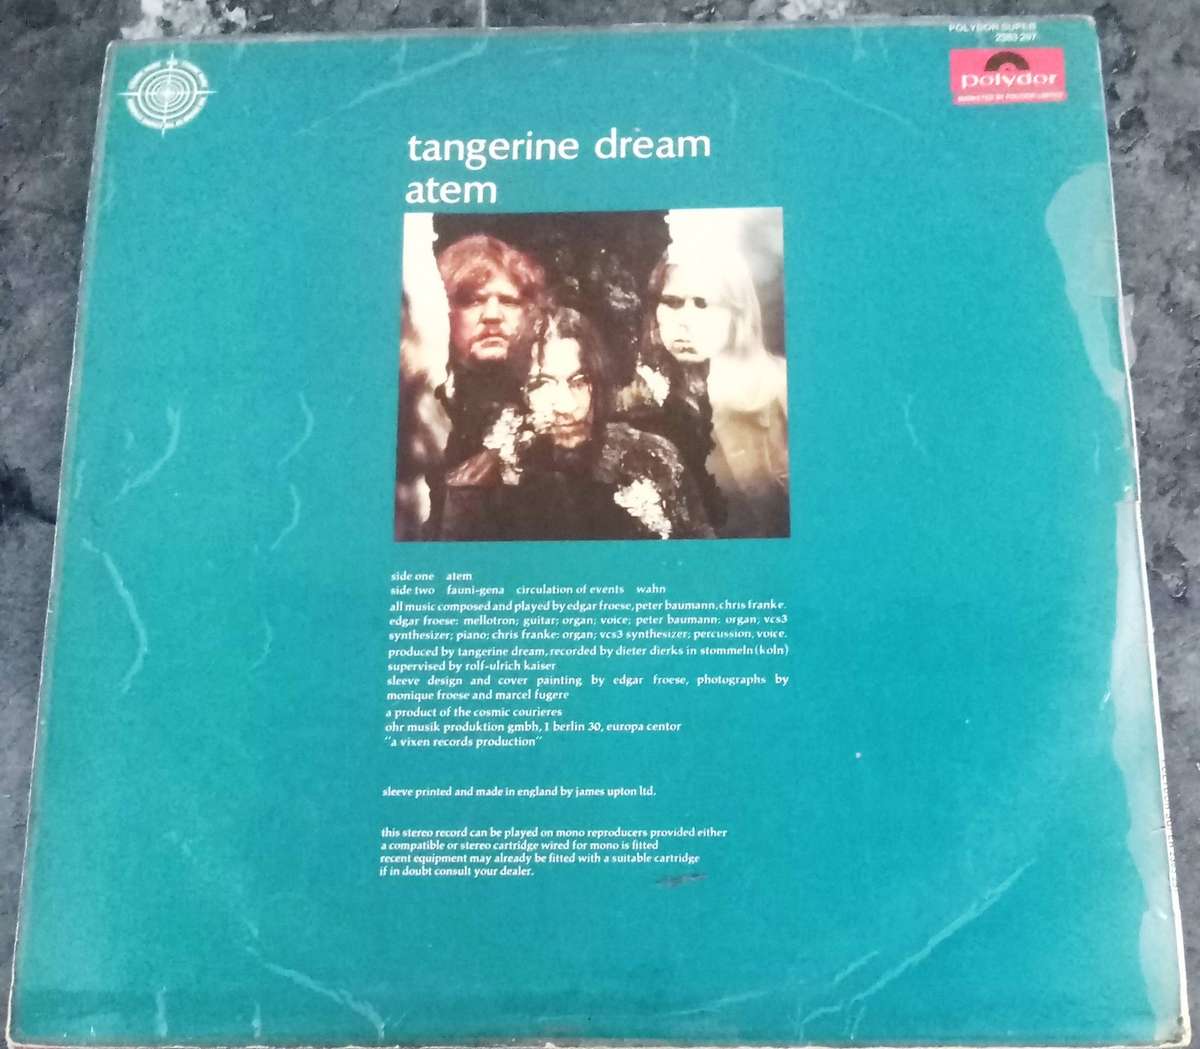 POLYDOR SUPER
2383 297
polydor
MARKETED BY POLYDOR LIMITED
tangerine dream
atem
side one atem
side two fauni-gena circulation of events wahn
all music composed and played by edgar froese, peter baumann, chris franke.
edgar froese: mellotron; guitar; organ; voice; peter baumann: organ; vcs3
synthesizer; piano; chris franke: organ; vcs3 synthesizer; percussion, voice.
produced by tangerine dream, recorded by dieter dierks in stommeln (koln)
supervised by rolf-ulrich kaiser
sleeve design and cover painting by edgar froese, photographs by
monique froese and marcel fugere
a product of the cosmic courieres
ohr musik produktion gmbh, 1 berlin 30, europa centor
"a vixen records production"
sleeve printed and made in england by james upton ltd.
this stereo record can be played on mono reproducers provided either
a compatible or stereo cartridge wired for mono is fitted
recent equipment may already be fitted with a suitable cartridge
if in doubt consult your dealer.